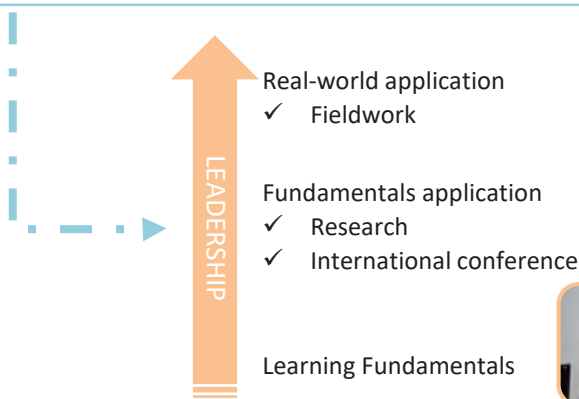 Real-world application
✓ Fieldwork
LEADERSHIP
Fundamentals application
✓ Research
✓ International conference
Learning Fundamentals